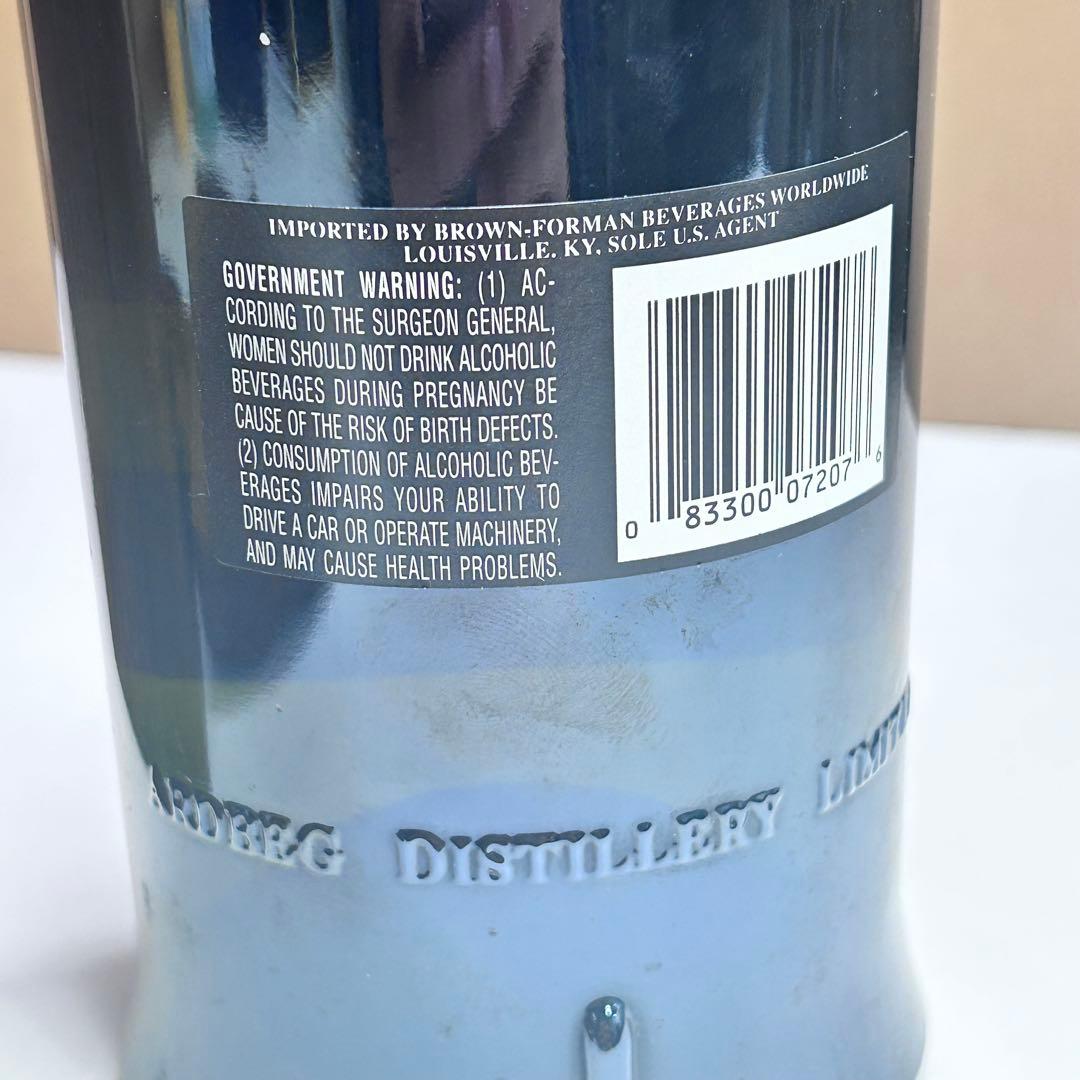 IMPORTED BY BROWN-FORMAN BEVERAGES WORLDWIDE
LOUISVILLE, KY, SOLE U.S. AGENT
GOVERNMENT WARNING: (1) AC-
CORDING TO THE SURGEON GENERAL,
WOMEN SHOULD NOT DRINK ALCOHOLIC
BEVERAGES DURING PREGNANCY BE
CAUSE OF THE RISK OF BIRTH DEFECTS.
(2) CONSUMPTION OF ALCOHOLIC BEV-
ERAGES IMPAIRS YOUR ABILITY TO
DRIVE A CAR OR OPERATE MACHINERY,
AND MAY CAUSE HEALTH PROBLEMS.
0 83300 07207 6
ARDBEG DISTILLERY